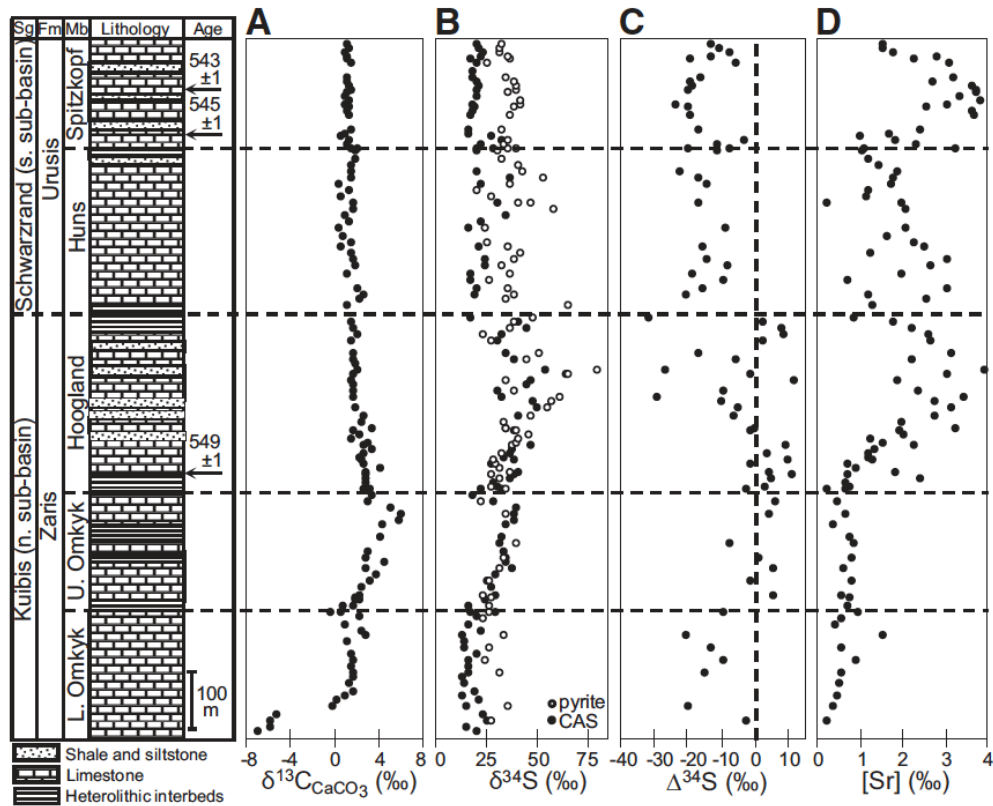 A B C D
Sg Fm Mb Lithology Age
Schwarzrand (s. sub-basin)
Kuibis (n. sub-basin)
Urusis
Zaris
Spitzkopf
Huns
Hoogland
U. Omkyk
L. Omkyk
543
±1
545
±1
549
±1
100
m
pyrite
CAS
-8 -4 0 4 8
0 25 50 75
-40 -30 -20 -10 0 10
0 1 2 3 4
δ¹³C CaCO₃ (‰)
δ³⁴S (‰)
Δ³⁴S (‰)
[Sr] (‰)
Shale and siltstone
Limestone
Heterolithic interbeds